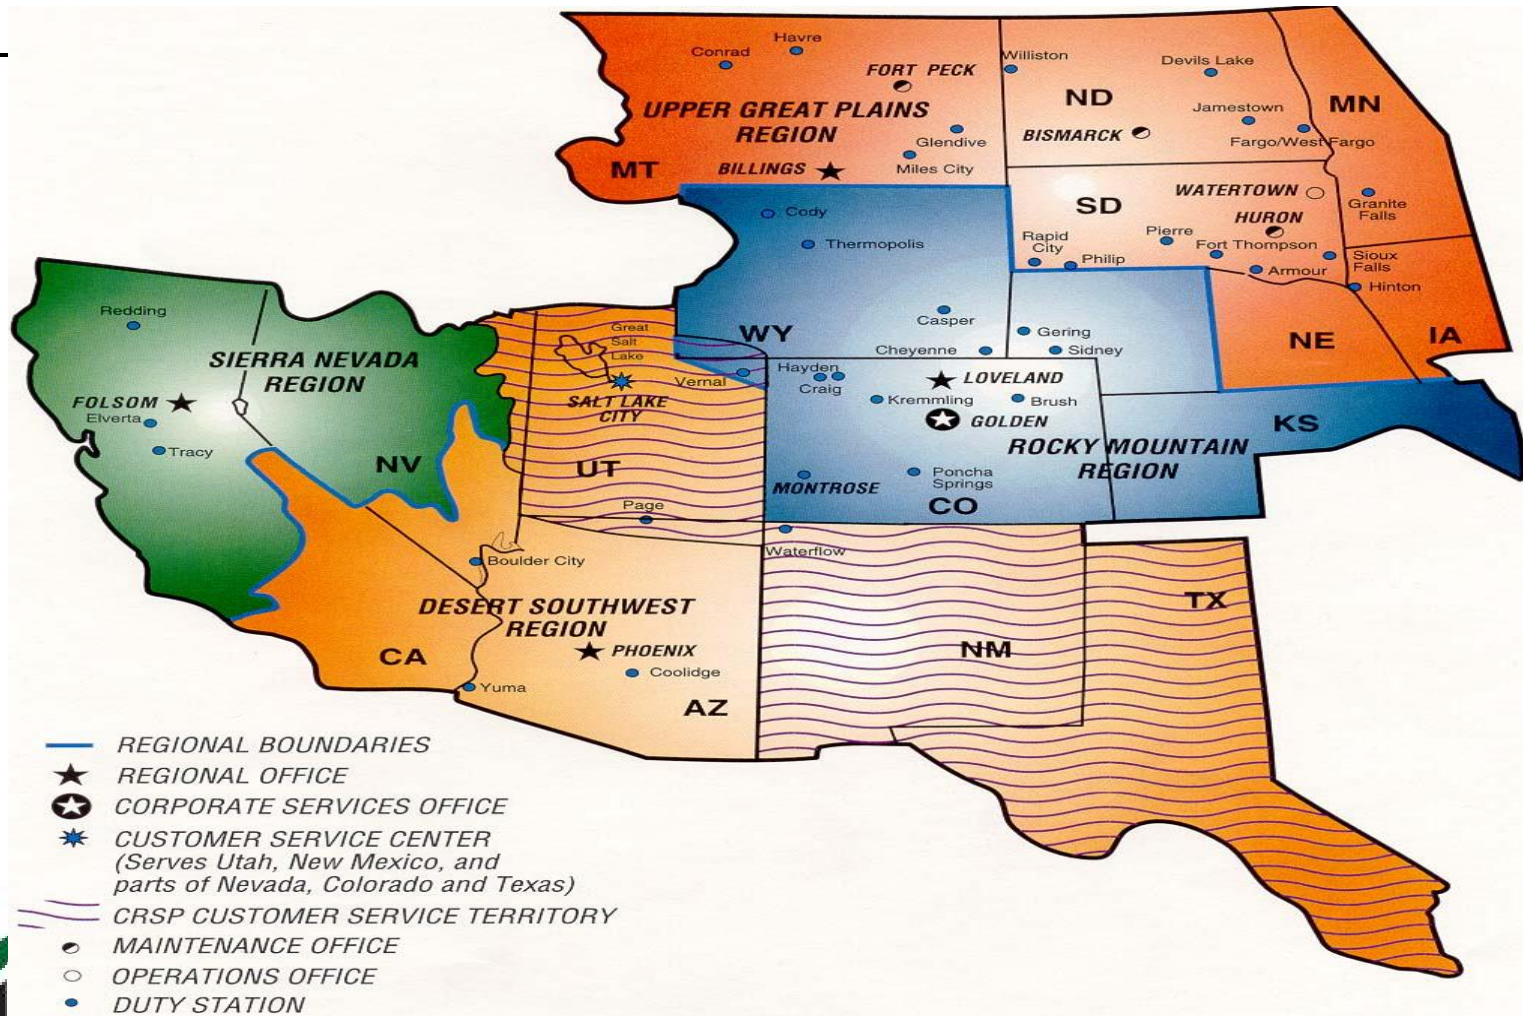 Havre
Conrad
Williston
Devils Lake
FORT PECK
ND
MN
UPPER GREAT PLAINS
REGION
Jamestown
BISMARCK
Glendive
Fargo/West Fargo
MT
BILLINGS
Miles City
WATERTOWN
SD
Granite
Falls
HURON
Cody
Rapid
City
Pierre
Thermopolis
Fort Thompson
Philip
Sioux
Falls
Armour
Hinton
Redding
Casper
Great
Salt
Lake
WY
Gering
NE
IA
SIERRA NEVADA
REGION
Cheyenne
Sidney
Hayden
Vernal
LOVELAND
Craig
FOLSOM
SALT LAKE
CITY
Kremmling
Brush
Elverta
GOLDEN
KS
Tracy
ROCKY MOUNTAIN
REGION
NV
UT
Poncha
Springs
MONTROSE
CO
Page
Waterflow
Boulder City
DESERT SOUTHWEST
REGION
TX
PHOENIX
NM
CA
Coolidge
Yuma
AZ
REGIONAL BOUNDARIES
REGIONAL OFFICE
CORPORATE SERVICES OFFICE
CUSTOMER SERVICE CENTER
(Serves Utah, New Mexico, and
parts of Nevada, Colorado and Texas)
CRSP CUSTOMER SERVICE TERRITORY
MAINTENANCE OFFICE
OPERATIONS OFFICE
DUTY STATION